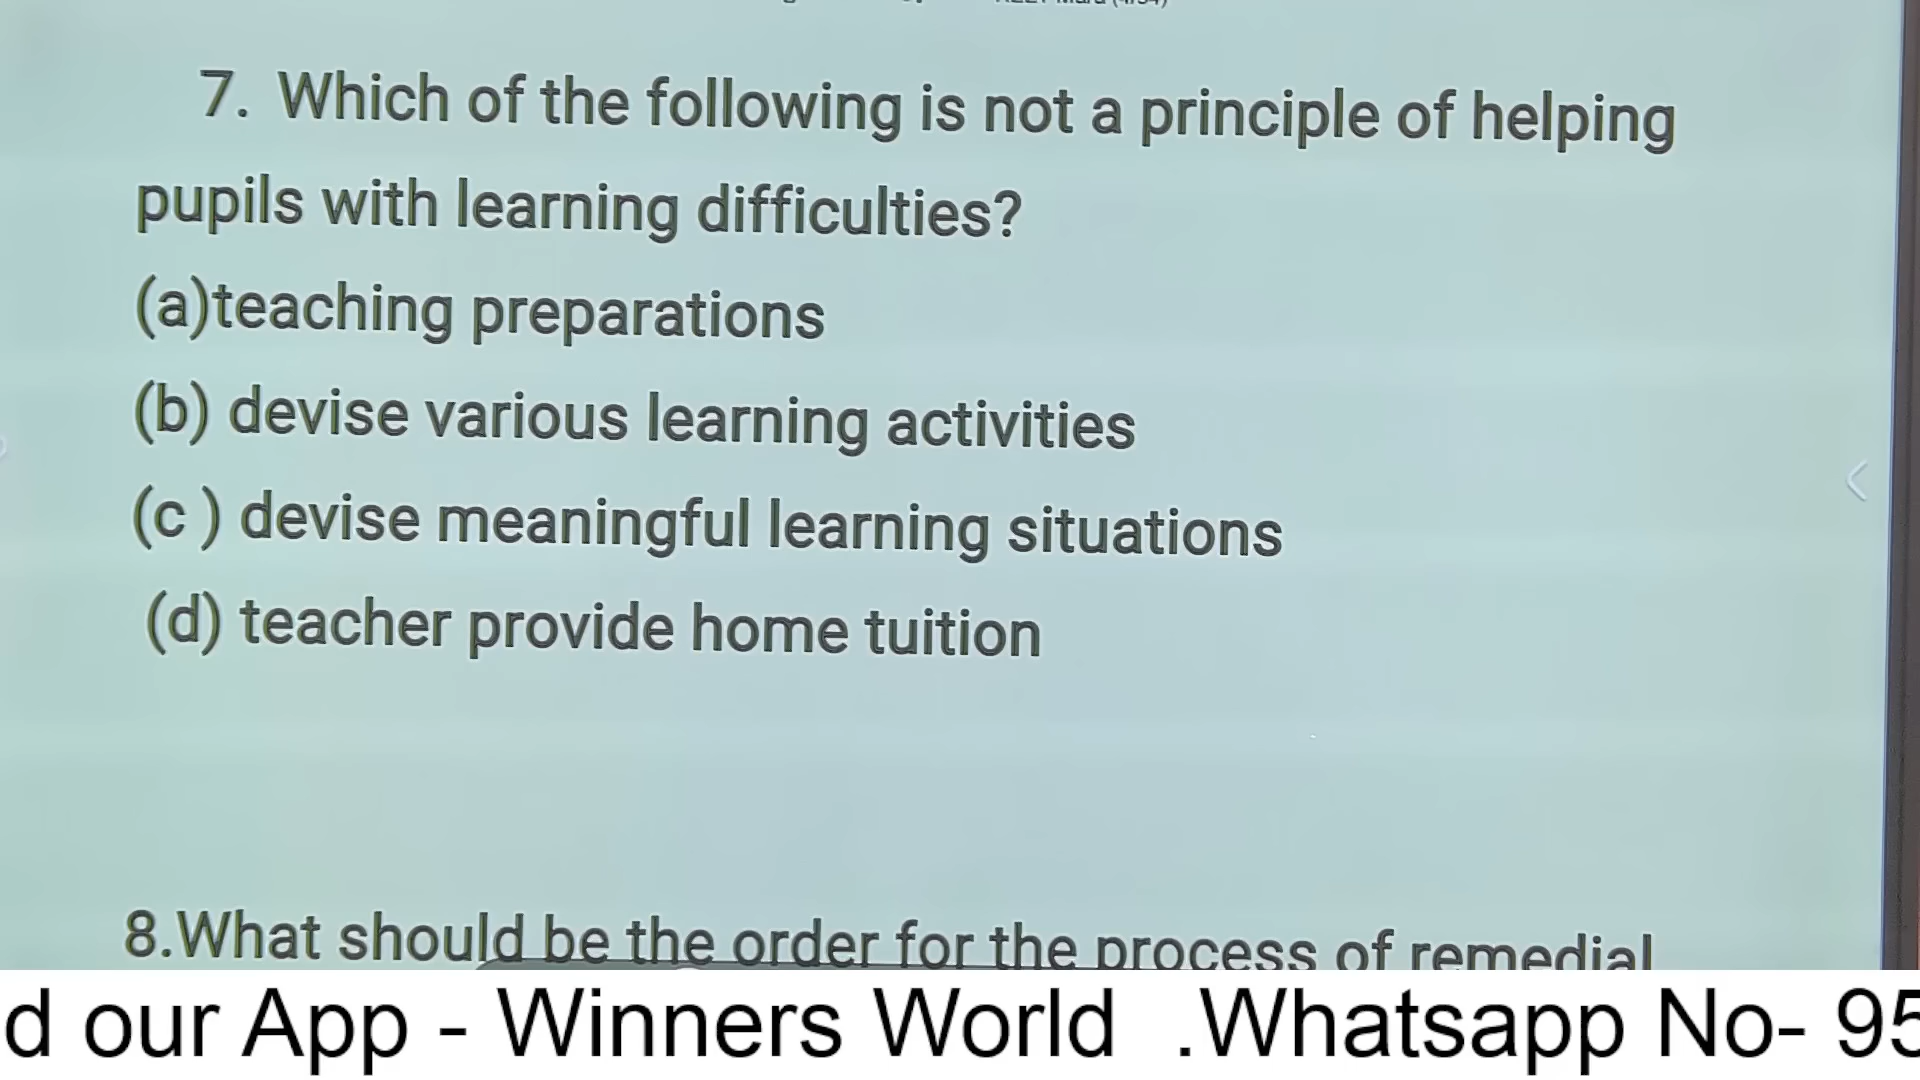 7. Which of the following is not a principle of helping
pupils with learning difficulties?
(a)teaching preparations
(b) devise various learning activities
(c ) devise meaningful learning situations
(d) teacher provide home tuition
8.What should be the order for the process of remedial
d our App - Winners World .Whatsapp No- 95